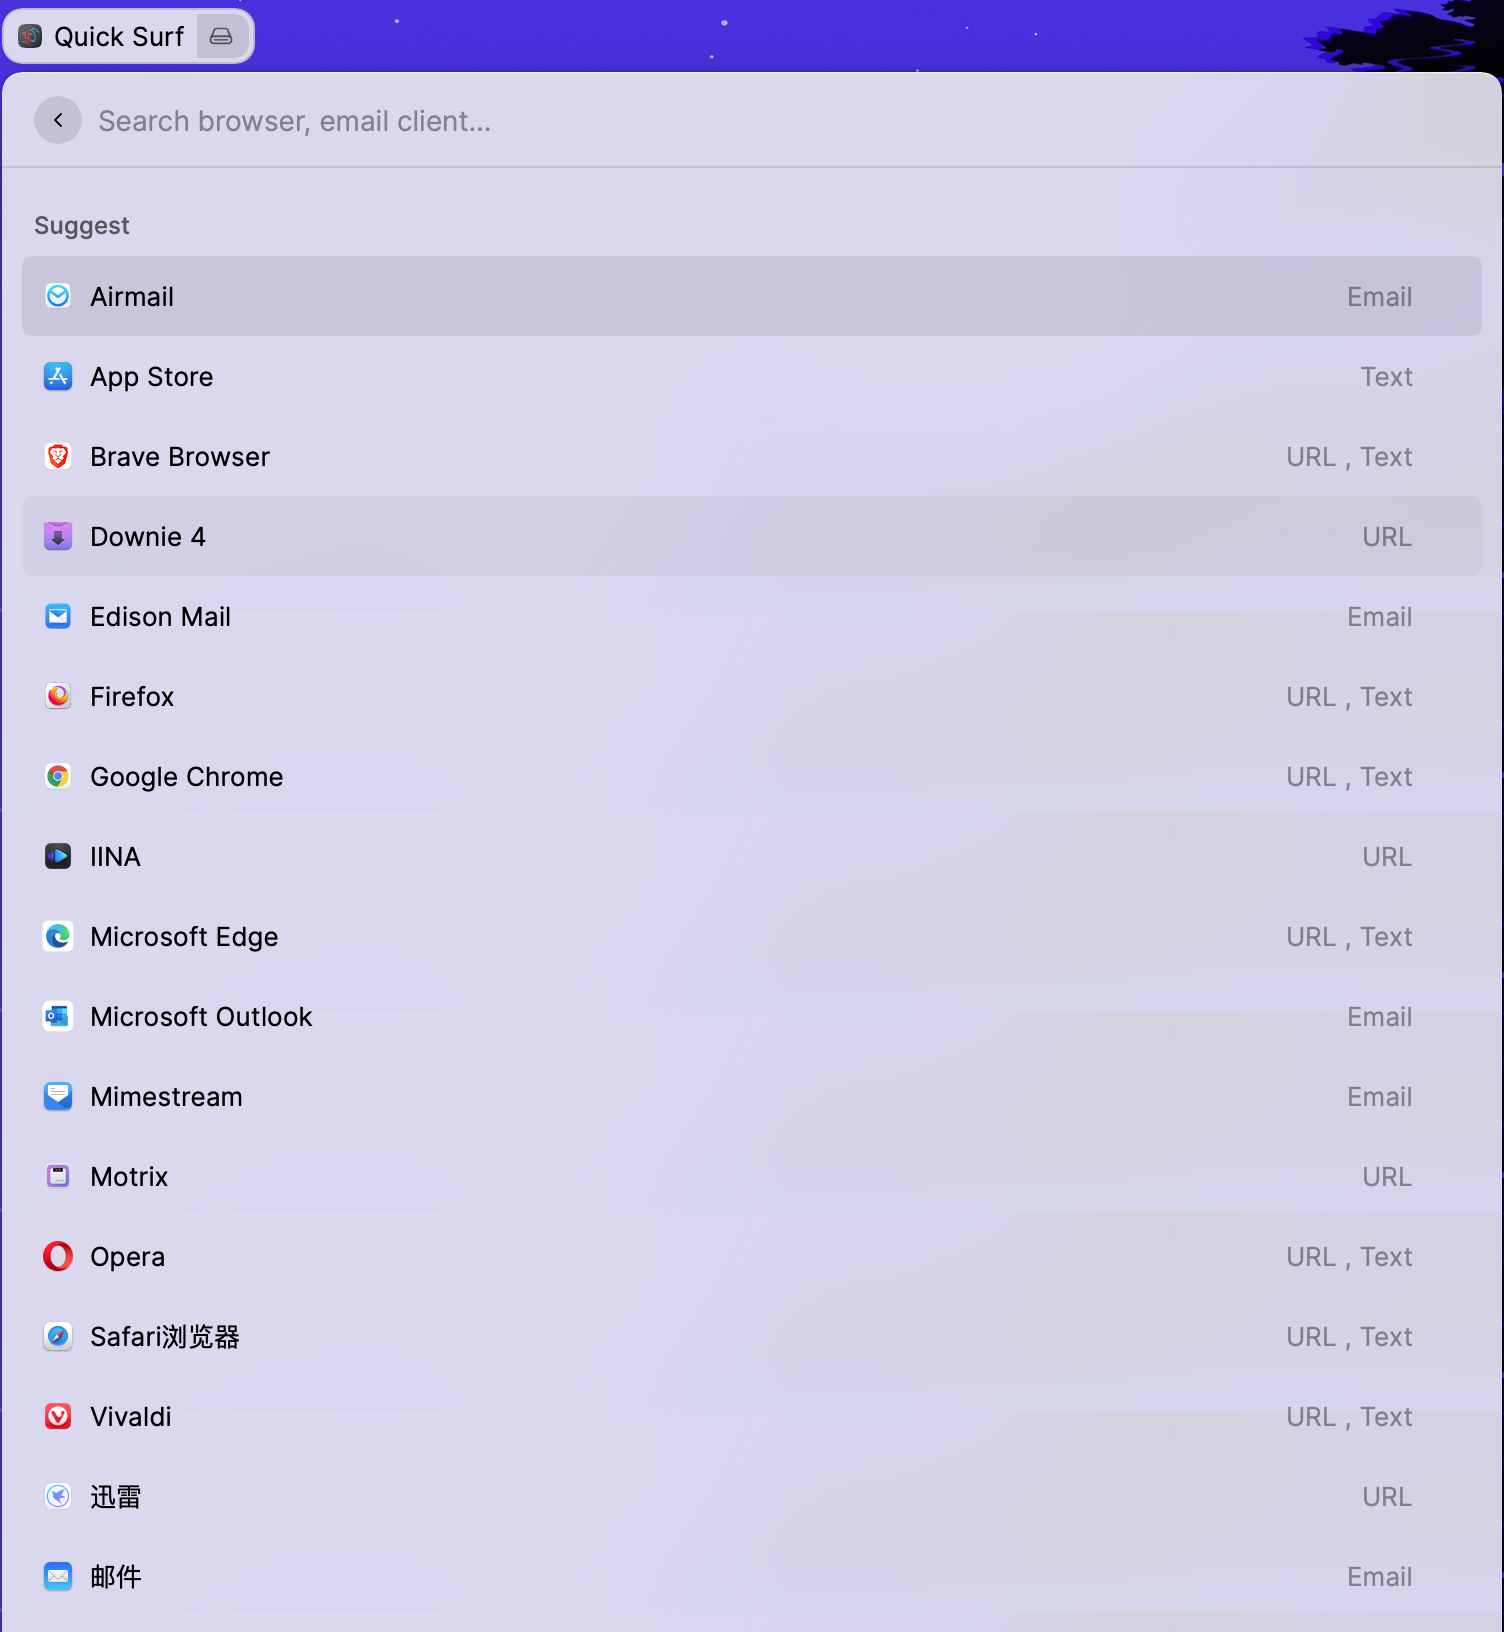 Quick Surf
Search browser, email client...
Suggest
Airmail Email
App Store Text
Brave Browser URL , Text
Downie 4 URL
Edison Mail Email
Firefox URL , Text
Google Chrome URL , Text
IINA URL
Microsoft Edge URL , Text
Microsoft Outlook Email
Mimestream Email
Motrix URL
Opera URL , Text
Safari浏览器 URL , Text
Vivaldi URL , Text
迅雷 URL
邮件 Email